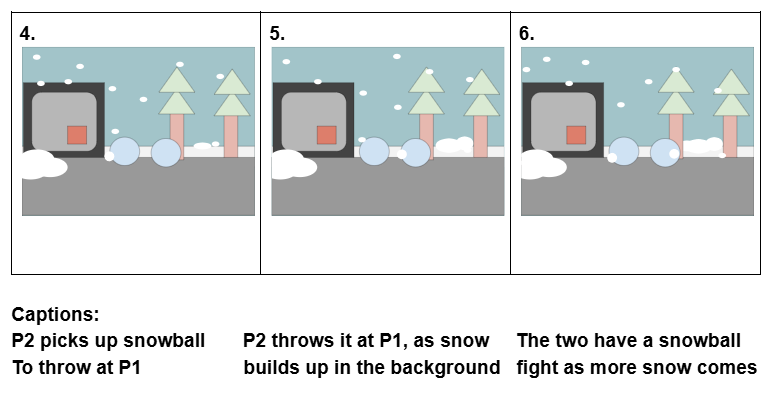 4.
5.
6.
Captions:
P2 picks up snowball
To throw at P1
P2 throws it at P1, as snow
builds up in the background
The two have a snowball
fight as more snow comes